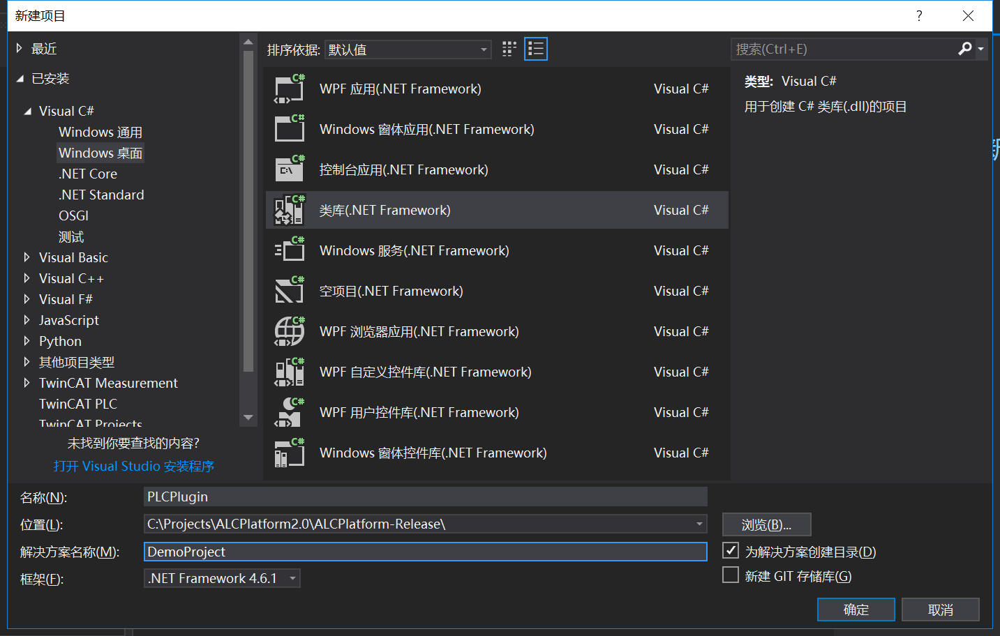 新建项目
?
最近
已安装
Visual C#
Windows 通用
Windows 桌面
.NET Core
.NET Standard
OSGI
测试
Visual Basic
Visual C++
Visual F#
JavaScript
Python
其他项目类型
TwinCAT Measurement
TwinCAT PLC
TwinCAT Projects
未找到你要查找的内容?
打开 Visual Studio 安装程序
排序依据: 默认值
WPF 应用(.NET Framework) Visual C#
Windows 窗体应用(.NET Framework) Visual C#
控制台应用(.NET Framework) Visual C#
类库(.NET Framework) Visual C#
Windows 服务(.NET Framework) Visual C#
空项目(.NET Framework) Visual C#
WPF 浏览器应用(.NET Framework) Visual C#
WPF 自定义控件库(.NET Framework) Visual C#
WPF 用户控件库(.NET Framework) Visual C#
Windows 窗体控件库(.NET Framework) Visual C#
搜索(Ctrl+E)
类型: Visual C#
用于创建 C# 类库(.dll)的项目
名称(N): PLCPlugin
位置(L): C:\Projects\ALCPlatform2.0\ALCPlatform-Release\
浏览(B)...
解决方案名称(M): DemoProject
为解决方案创建目录(D)
框架(F): .NET Framework 4.6.1
新建 GIT 存储库(G)
确定
取消